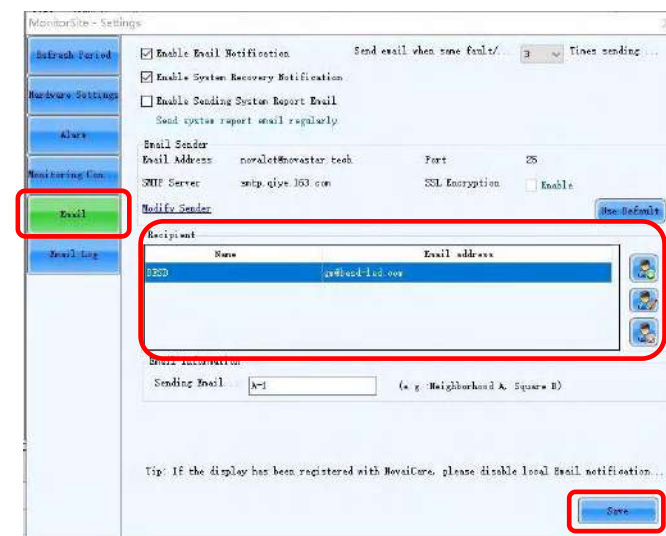 MonitorSite - Settings
Refresh Period
Hardware Settings
Alarm
Monitoring Con...
Email
Email Log
Enable Email Notification
Send email when same fault/...
3
Times sending ...
Enable System Recovery Notification
Enable Sending System Report Email
Send system report email regularly
Email Sender
Email Address
novalct@novastar.tech
Port
25
SMTP Server
smtp.qiye.163.com
SSL Encryption
Enable
Modify Sender
Use Default
Recipient
Name
Email address
Email Information
Sending Email
A-1
(e.g.:Neighborhood A, Square B)
Tip: If the display has been registered with NovaiCare, please disable local Email notification...
Save